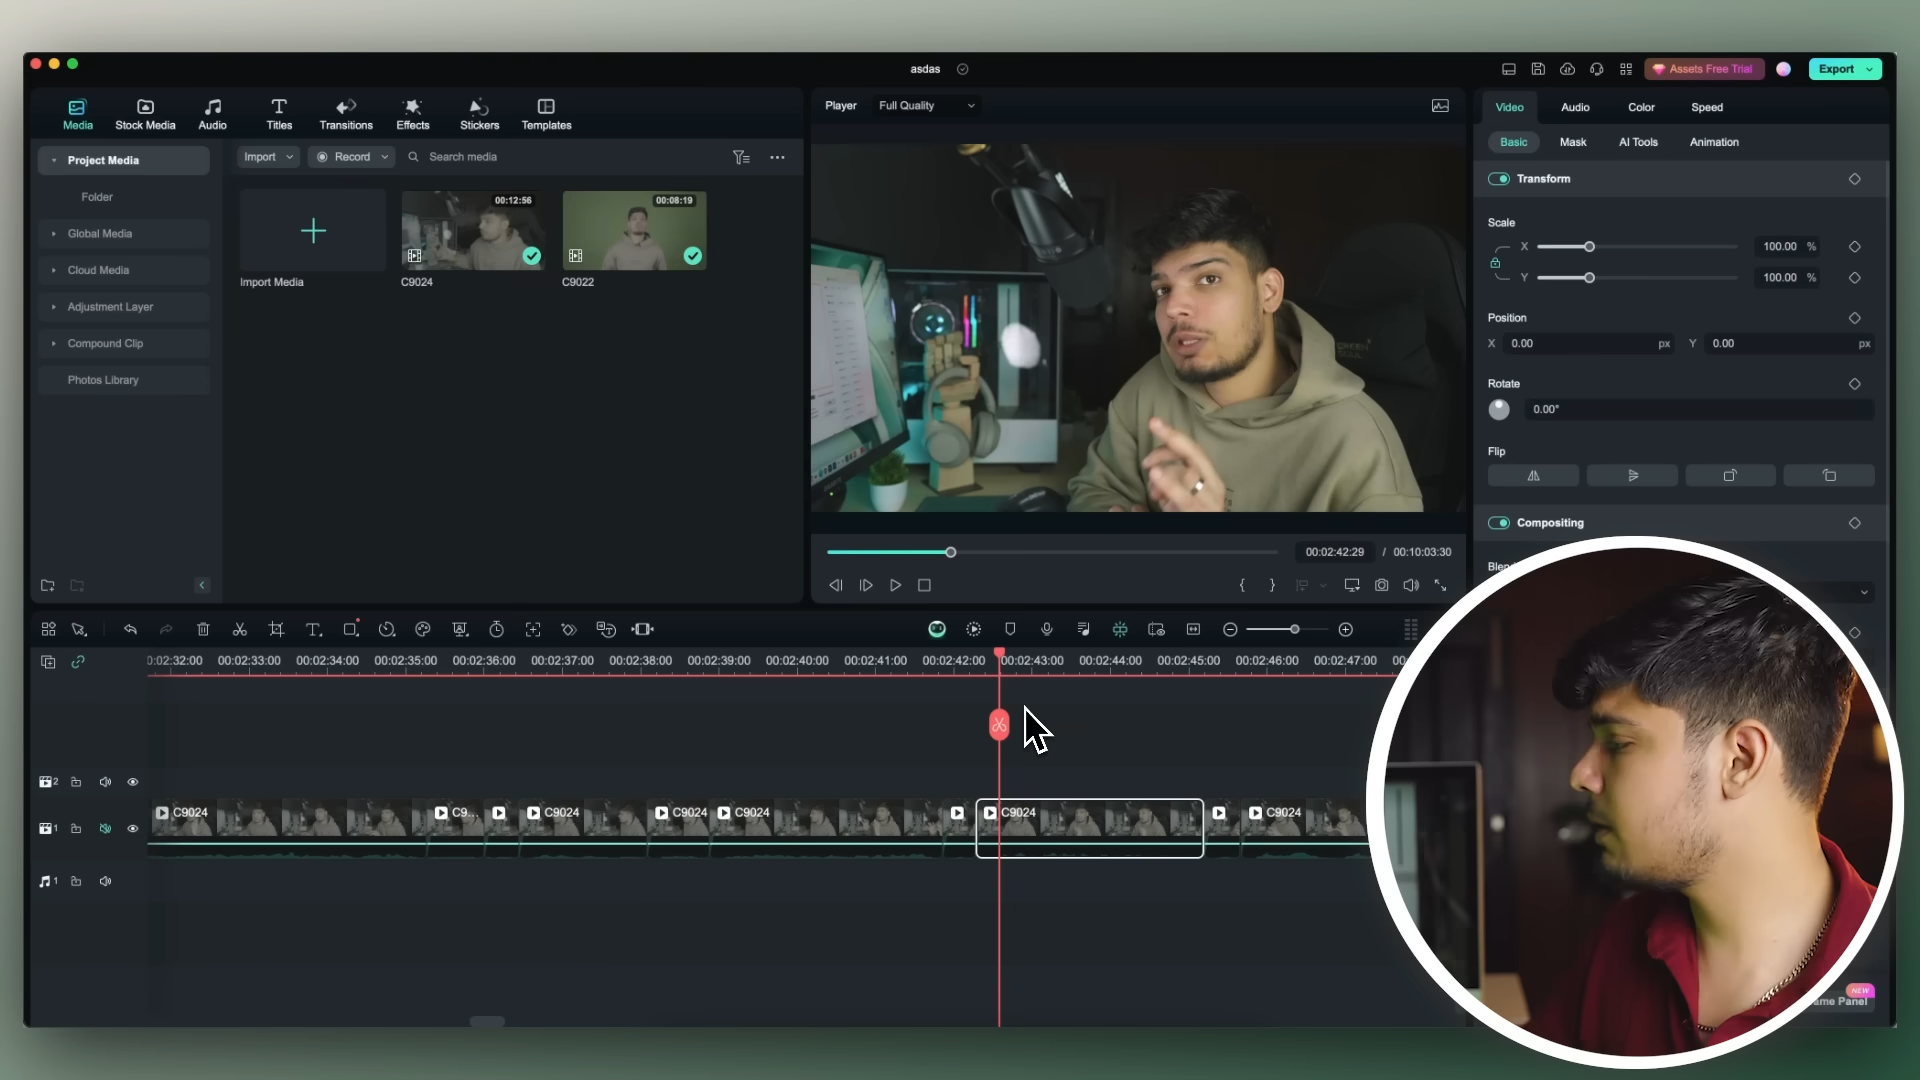 asdas
Assets Free Trial
Export
Media
Stock Media
Audio
Titles
Transitions
Effects
Stickers
Templates
Player
Full Quality
Video
Audio
Color
Speed
Project Media
Import
Record
Search media
Basic
Mask
AI Tools
Animation
Folder
Global Media
Cloud Media
Adjustment Layer
Compound Clip
Photos Library
00:12:56
00:08:19
Import Media
C9024
C9022
Transform
Scale
X
100.00 %
Y
100.00 %
Position
X 0.00 px Y 0.00 px
Rotate
0.00°
Flip
Compositing
00:02:42:29 / 00:10:03:30
0:02:32:00 00:02:33:00 00:02:34:00 00:02:35:00 00:02:36:00 00:02:37:00 00:02:38:00 00:02:39:00 00:02:40:00 00:02:41:00 00:02:42:00 00:02:43:00 00:02:44:00 00:02:45:00 00:02:46:00 00:02:47:00
2
1
C9024 C9... C9024 C9024 C9024 C9024 C9024
1
NEW
Panel